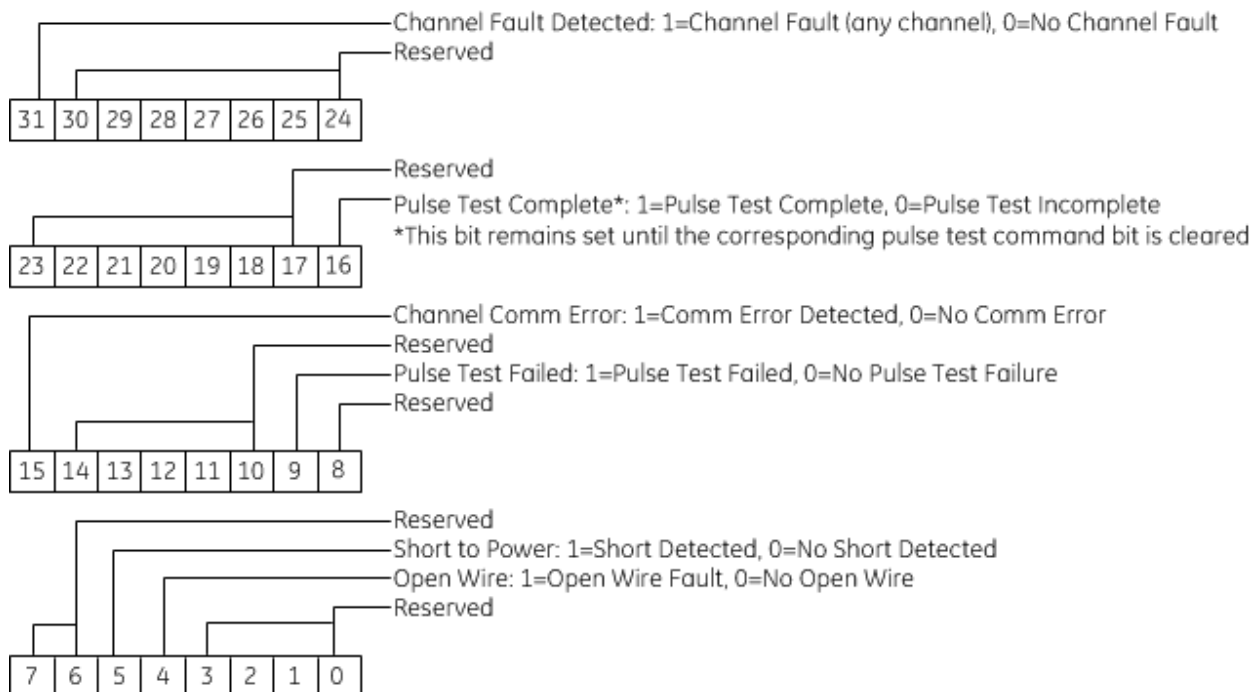 Channel Fault Detected: 1=Channel Fault (any channel), 0=No Channel Fault
Reserved
31 30 29 28 27 26 25 24
Reserved
Pulse Test Complete*: 1=Pulse Test Complete, 0=Pulse Test Incomplete
*This bit remains set until the corresponding pulse test command bit is cleared
23 22 21 20 19 18 17 16
Channel Comm Error: 1=Comm Error Detected, 0=No Comm Error
Reserved
Pulse Test Failed: 1=Pulse Test Failed, 0=No Pulse Test Failure
Reserved
15 14 13 12 11 10 9 8
Reserved
Short to Power: 1=Short Detected, 0=No Short Detected
Open Wire: 1=Open Wire Fault, 0=No Open Wire
Reserved
7 6 5 4 3 2 1 0